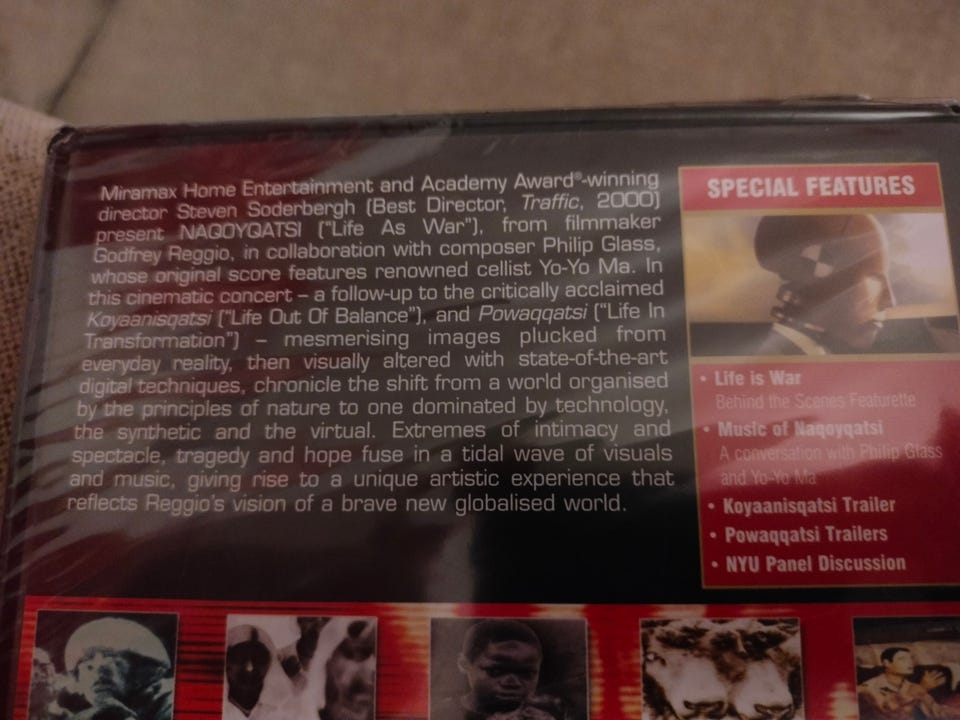 Miramax Home Entertainment and Academy Award®-winning
director Steven Soderbergh (Best Director, Traffic, 2000)
present NAQOYQATSI ("Life As War"), from filmmaker
Godfrey Reggio, in collaboration with composer Philip Glass,
whose original score features renowned cellist Yo-Yo Ma. In
this cinematic concert – a follow-up to the critically acclaimed
Koyaanisqatsi ("Life Out Of Balance"), and Powaqqatsi ("Life In
Transformation") – mesmerising images plucked from
everyday reality, then visually altered with state-of-the-art
digital techniques, chronicle the shift from a world organised
by the principles of nature to one dominated by technology,
the synthetic and the virtual. Extremes of intimacy and
spectacle, tragedy and hope fuse in a tidal wave of visuals
and music, giving rise to a unique artistic experience that
reflects Reggio's vision of a brave new globalised world.
SPECIAL FEATURES
• Life is War
Behind the Scenes Featurette
• Music of Naqoyqatsi
A conversation with Philip Glass
and Yo-Yo Ma
• Koyaanisqatsi Trailer
• Powaqqatsi Trailers
• NYU Panel Discussion